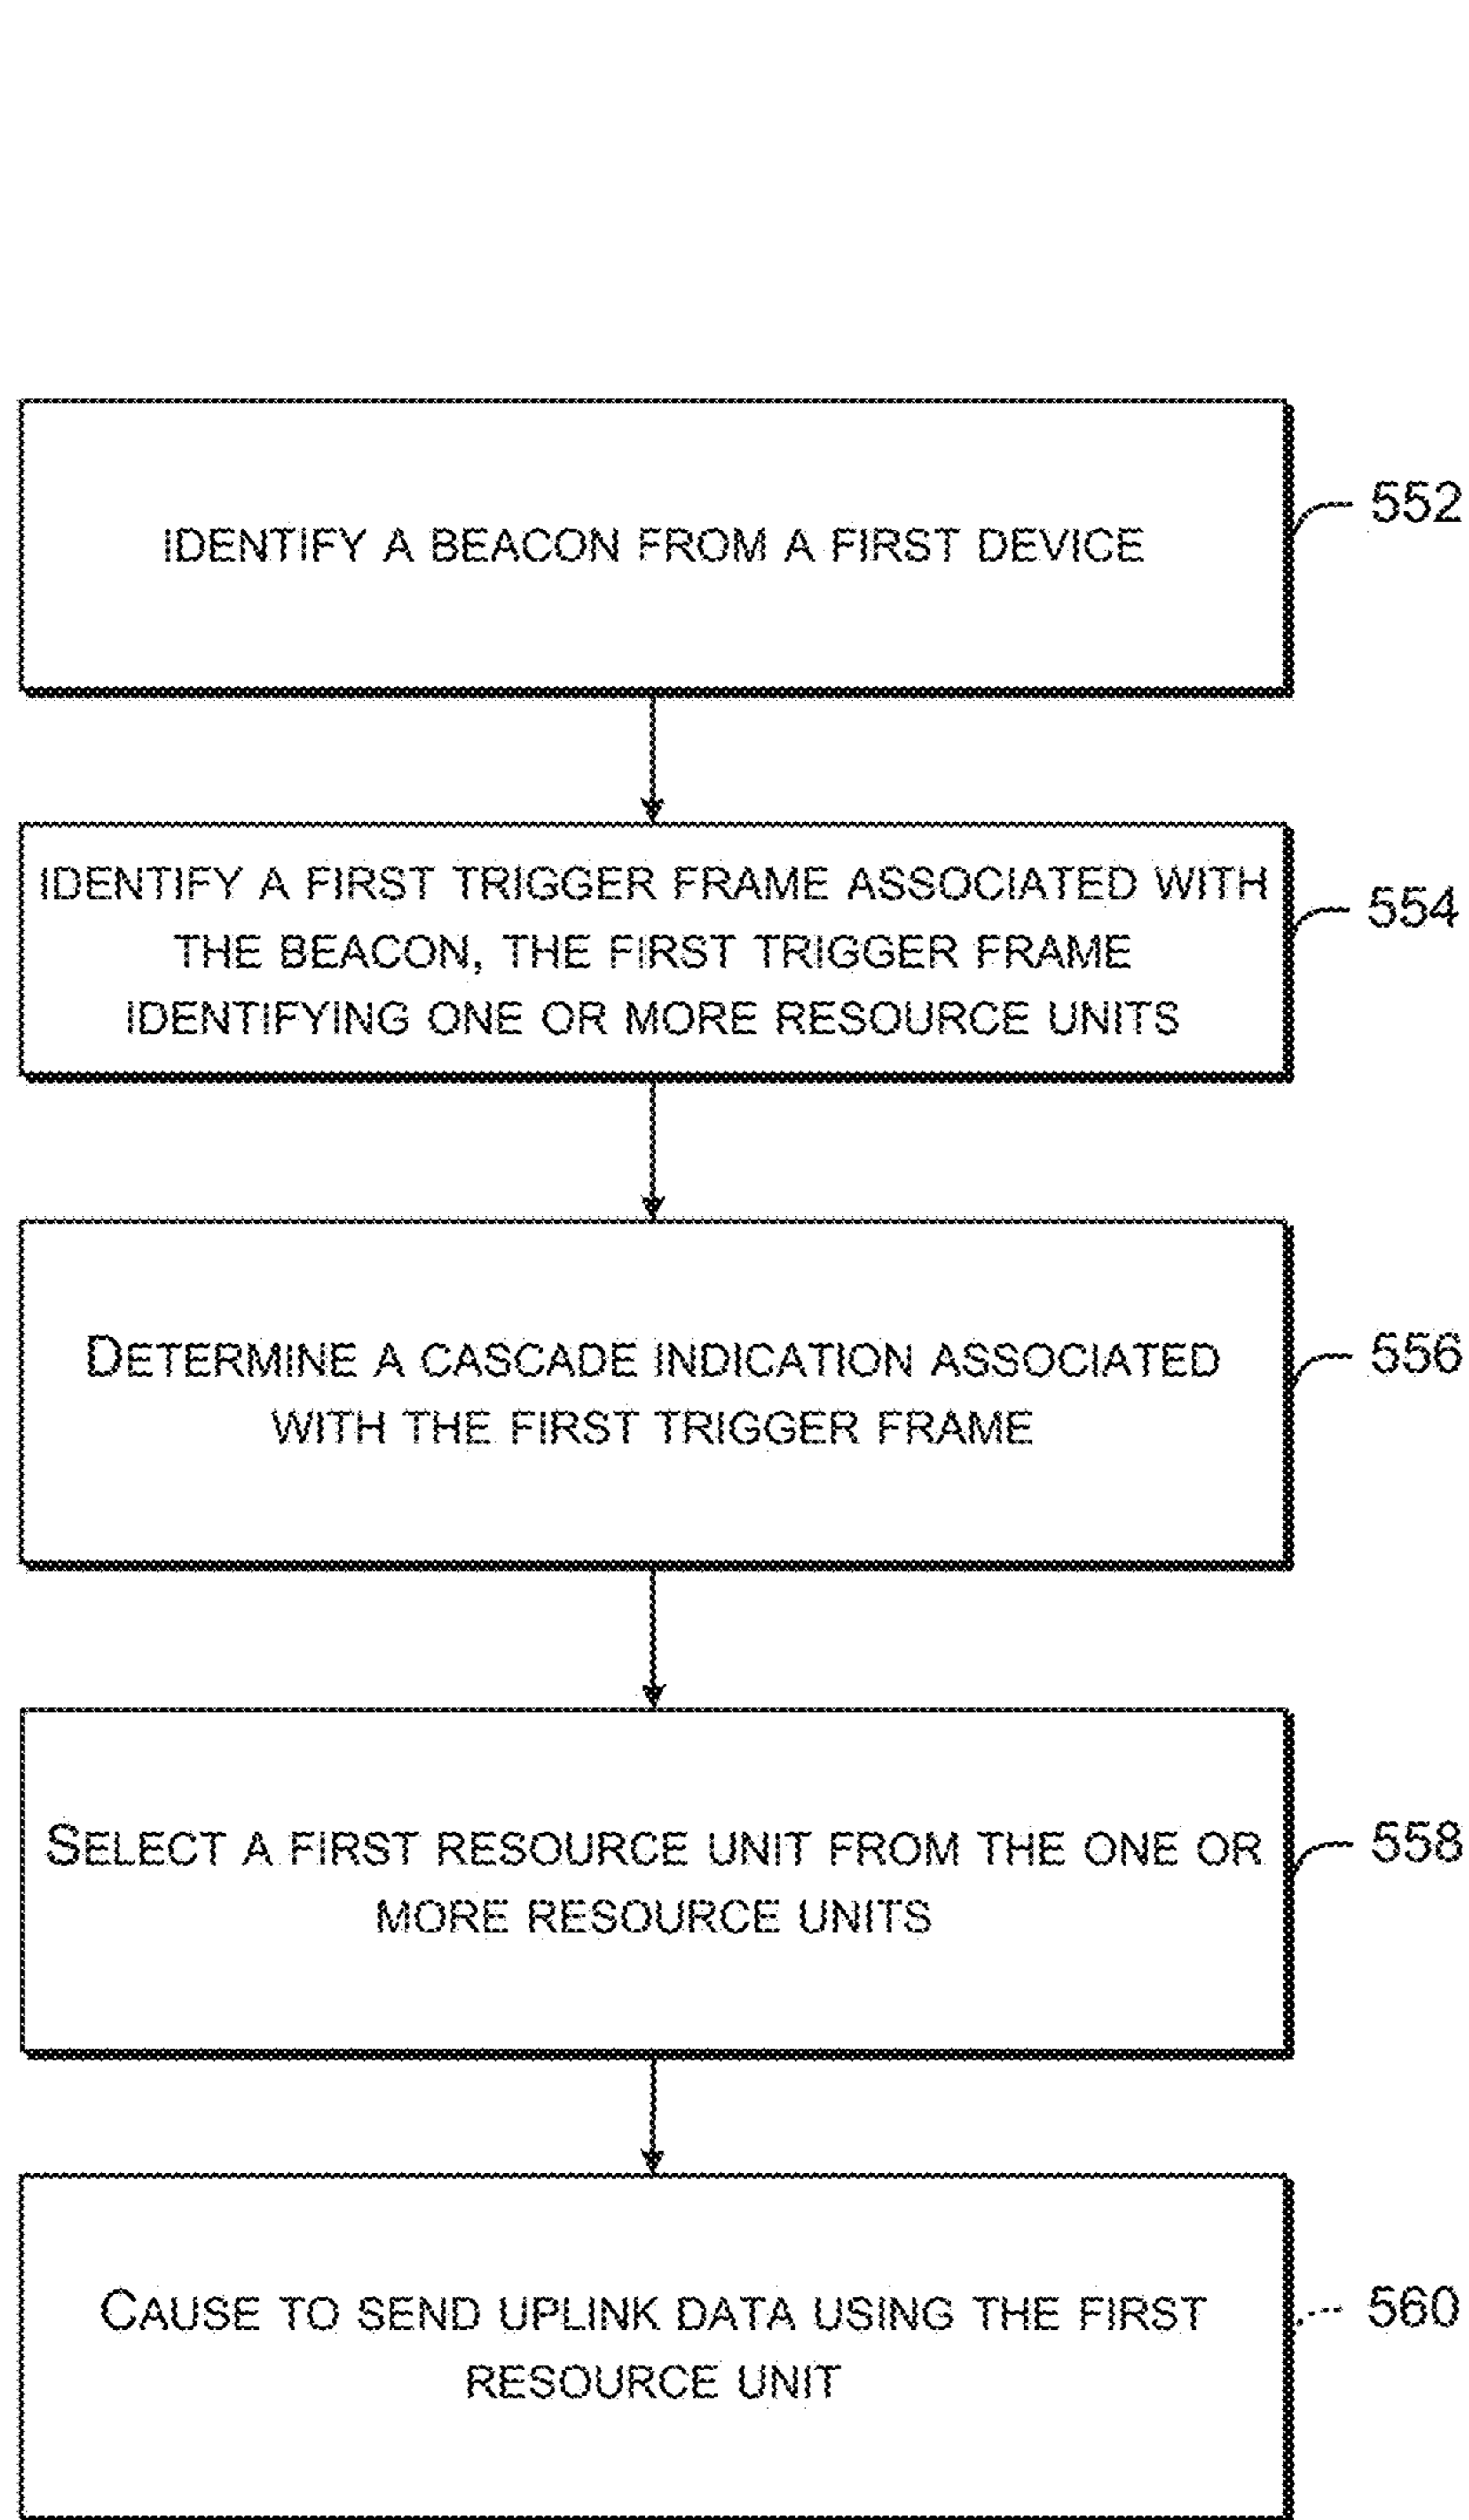 IDENTIFY A BEACON FROM A FIRST DEVICE
552
IDENTIFY A FIRST TRIGGER FRAME ASSOCIATED WITH
THE BEACON, THE FIRST TRIGGER FRAME
IDENTIFYING ONE OR MORE RESOURCE UNITS
554
DETERMINE A CASCADE INDICATION ASSOCIATED
WITH THE FIRST TRIGGER FRAME
556
SELECT A FIRST RESOURCE UNIT FROM THE ONE OR
MORE RESOURCE UNITS
558
CAUSE TO SEND UPLINK DATA USING THE FIRST
RESOURCE UNIT
560